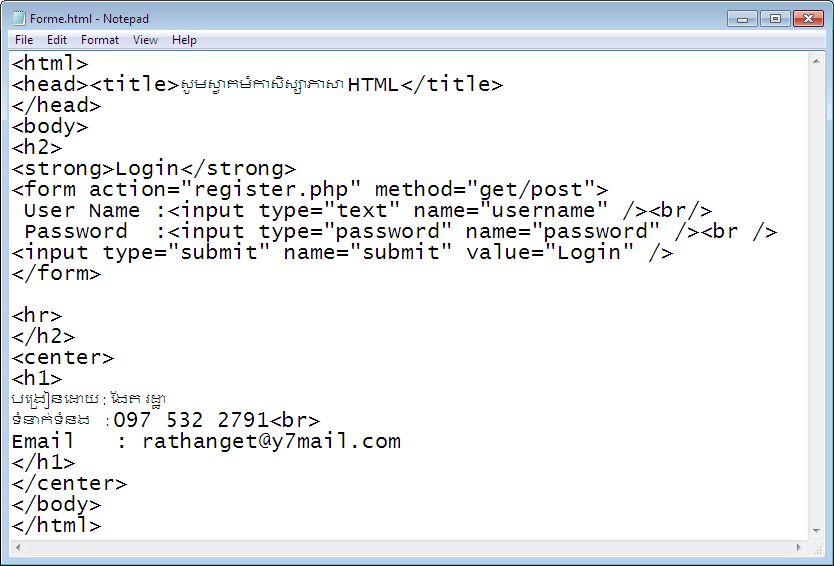 Forme.html - Notepad
File Edit Format View Help
<html>
<head><title>សូមស្វាគមំកាសិស្យាភាសា HTML</title>
</head>
<body>
<h2>
<strong>Login</strong>
<form action="register.php" method="get/post">
 User Name :<input type="text" name="username" /><br/>
 Password  :<input type="password" name="password" /><br />
<input type="submit" name="submit" value="Login" />
</form>
<hr>
</h2>
<center>
<h1>
បង្រៀនដោយ : ងែត រដ្ឋា
ទំនាក់ទំនង :097 532 2791<br>
Email   : rathanget@y7mail.com
</h1>
</center>
</body>
</html>